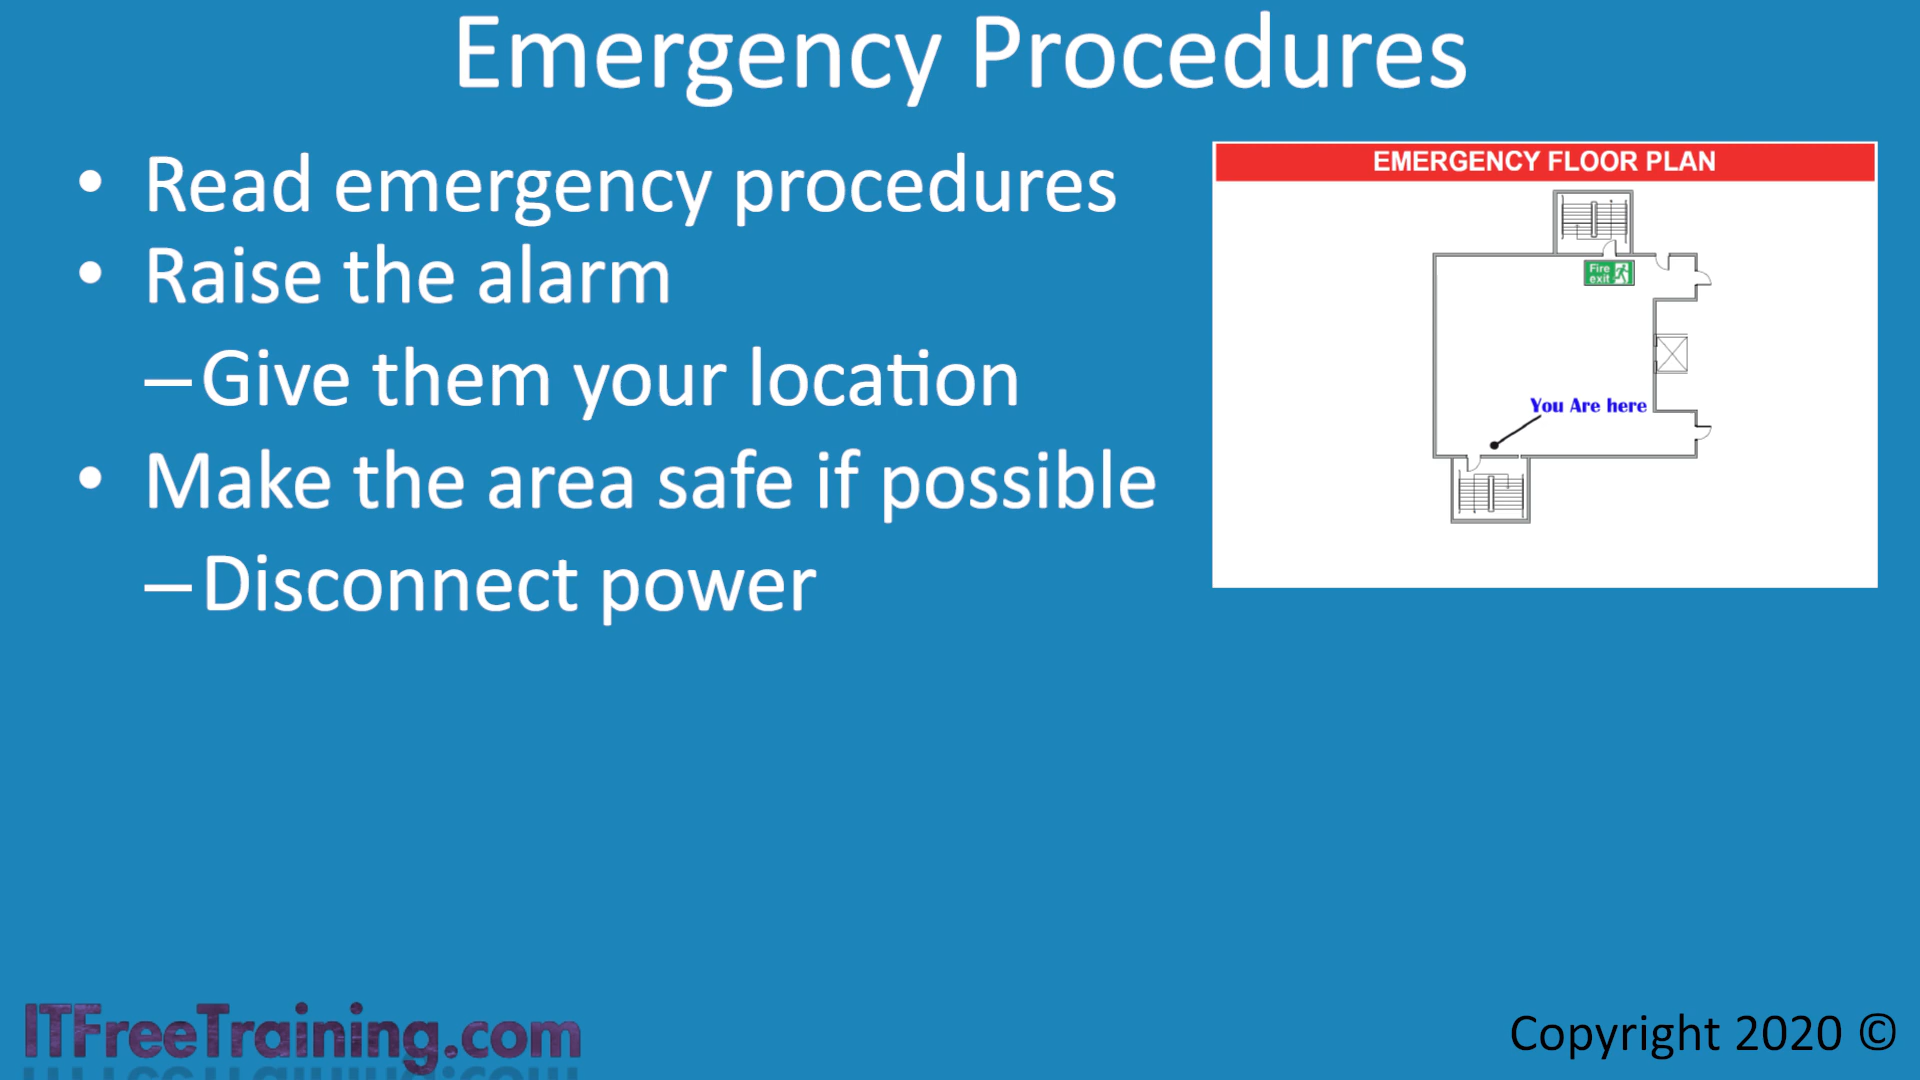 Emergency Procedures
• Read emergency procedures
• Raise the alarm
–Give them your location
• Make the area safe if possible
–Disconnect power
EMERGENCY FLOOR PLAN
Fire
exit
You Are here
ITFreeTraining.com
Copyright 2020 ©